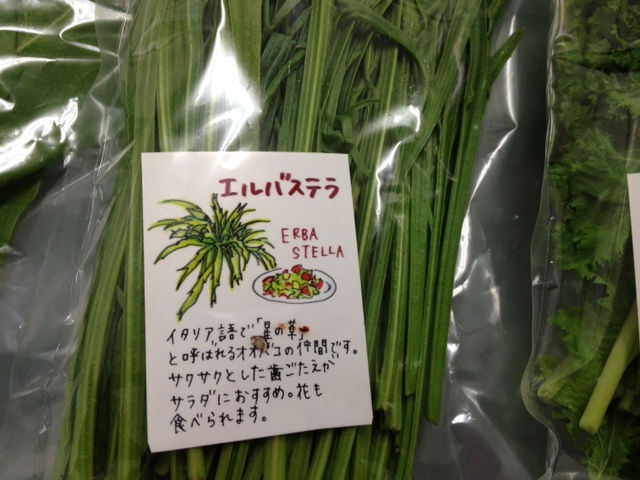 エルバステラ
ERBA
STELLA
イタリア語で「星の草」
と呼ばれるオオバコの仲間です。
サクサクとした歯ごたえが
サラダにおすすめ。花も
食べられます。